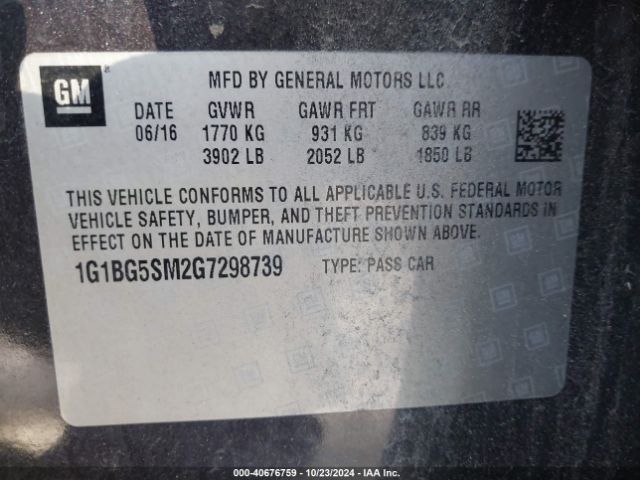 GM
MFD BY GENERAL MOTORS LLC
DATE GVWR GAWR FRT GAWR RR
06/16 1770 KG 931 KG 839 KG
3902 LB 2052 LB 1850 LB
THIS VEHICLE CONFORMS TO ALL APPLICABLE U.S. FEDERAL MOTOR
VEHICLE SAFETY, BUMPER, AND THEFT PREVENTION STANDARDS IN
EFFECT ON THE DATE OF MANUFACTURE SHOWN ABOVE.
1G1BG5SM2G7298739 TYPE: PASS CAR
000-40676759 | 10/23/2024 | IAA Inc.